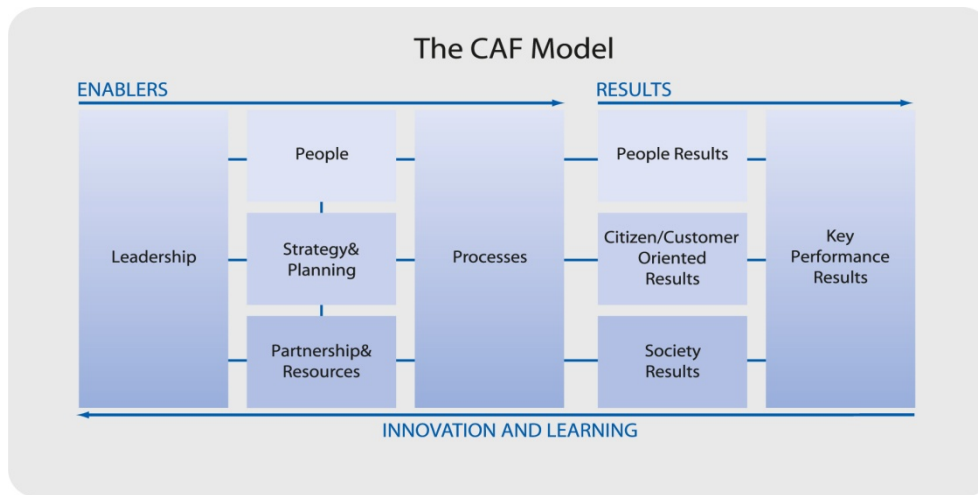 The CAF Model
ENABLERS
RESULTS
Leadership
People
Strategy&
Planning
Partnership&
Resources
Processes
People Results
Citizen/Customer
Oriented
Results
Society
Results
Key
Performance
Results
INNOVATION AND LEARNING